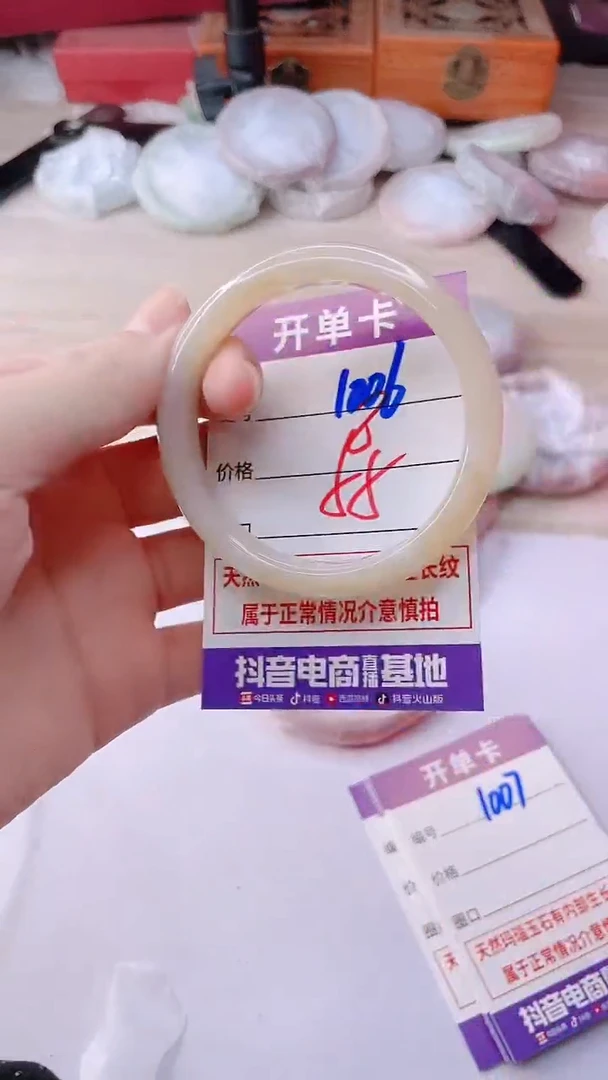 开单卡
1006
价格
88
属于正常情况介意慎拍
抖音电商直播基地
今日头条 抖音 西瓜视频 抖音火山版
开单卡
编号 1007
价格
圈口
天然玛瑙玉石有内部生长
属于正常情况介意慎
抖音电商